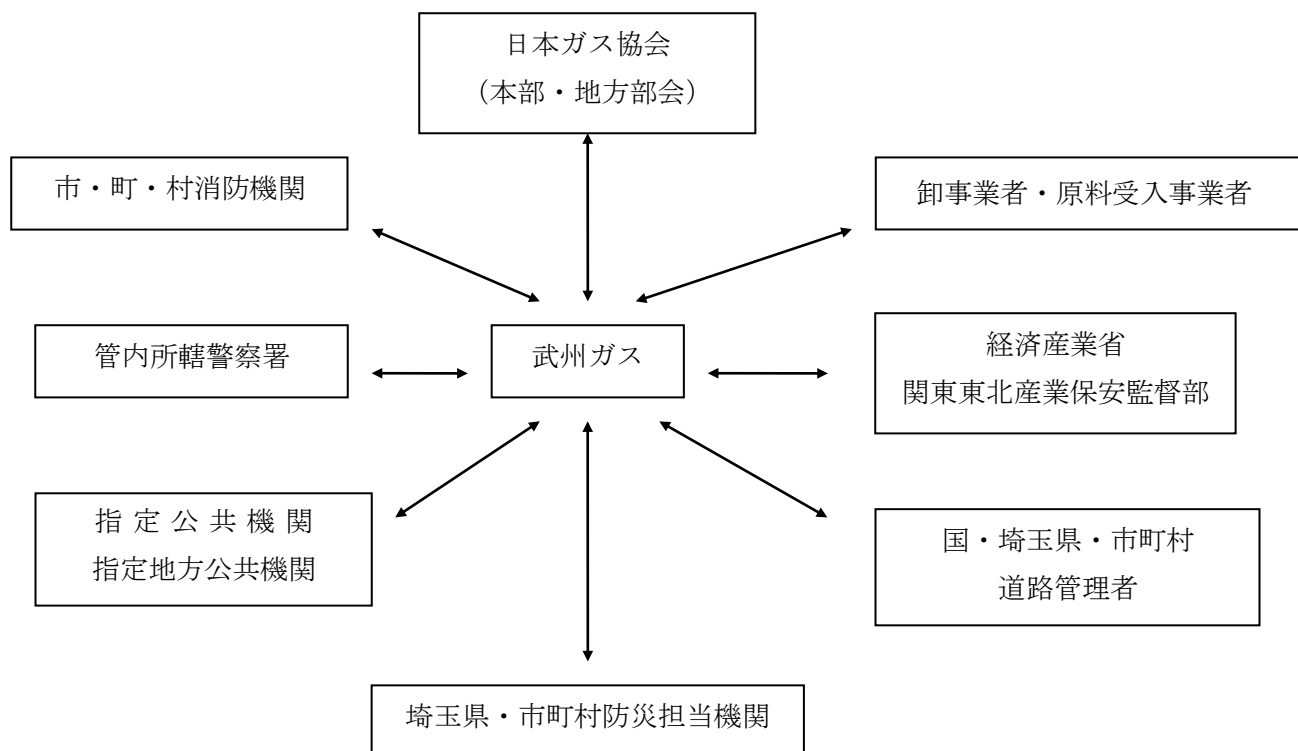 日本ガス協会
（本部・地方部会）
市・町・村消防機関
卸事業者・原料受入事業者
管内所轄警察署
武州ガス
経済産業省
関東東北産業保安監督部
指 定 公 共 機 関
指定地方公共機関
国・埼玉県・市町村
道路管理者
埼玉県・市町村防災担当機関